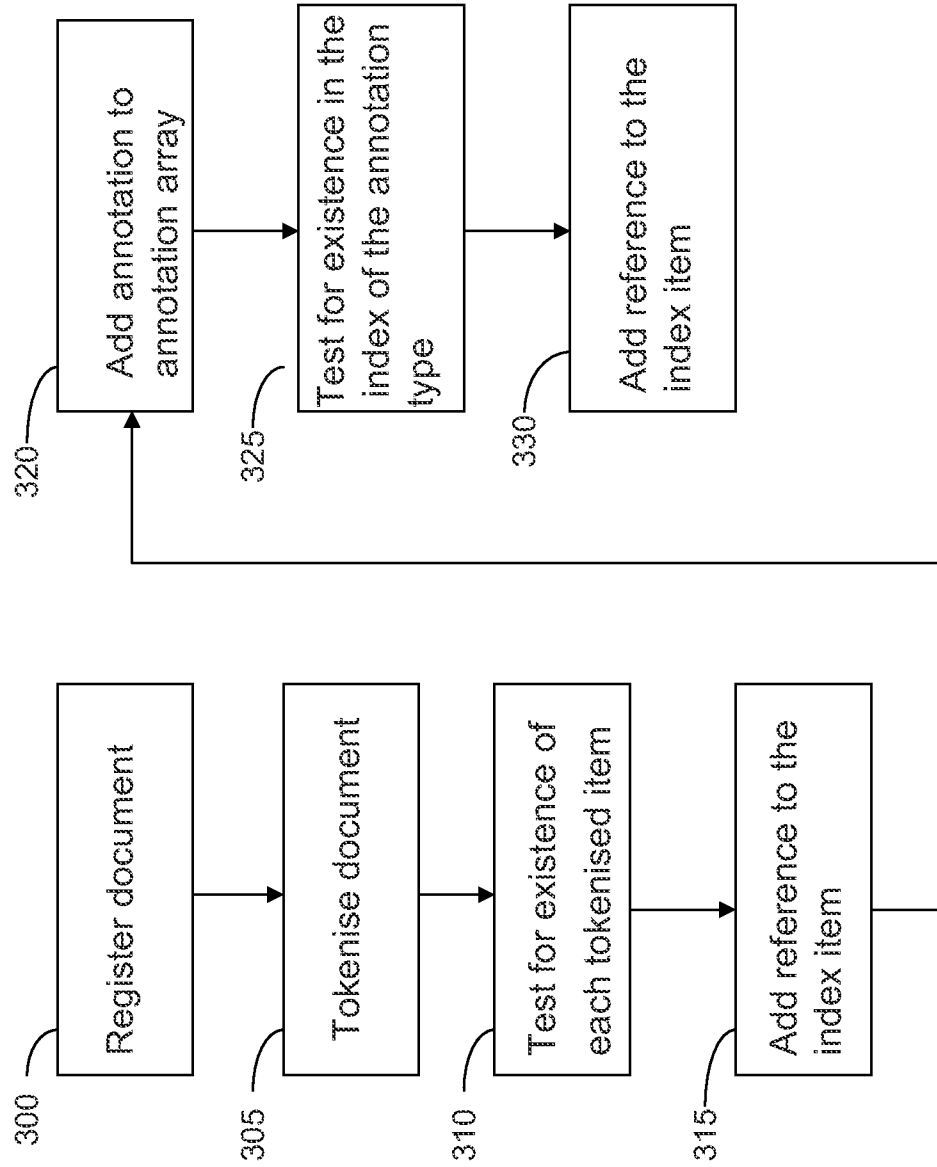 300
Register document
305
Tokenise document
310
Test for existence of
each tokenised item
315
Add reference to the
index item
320
Add annotation to
annotation array
325
Test for existence in the
index of the annotation
type
330
Add reference to the
index item